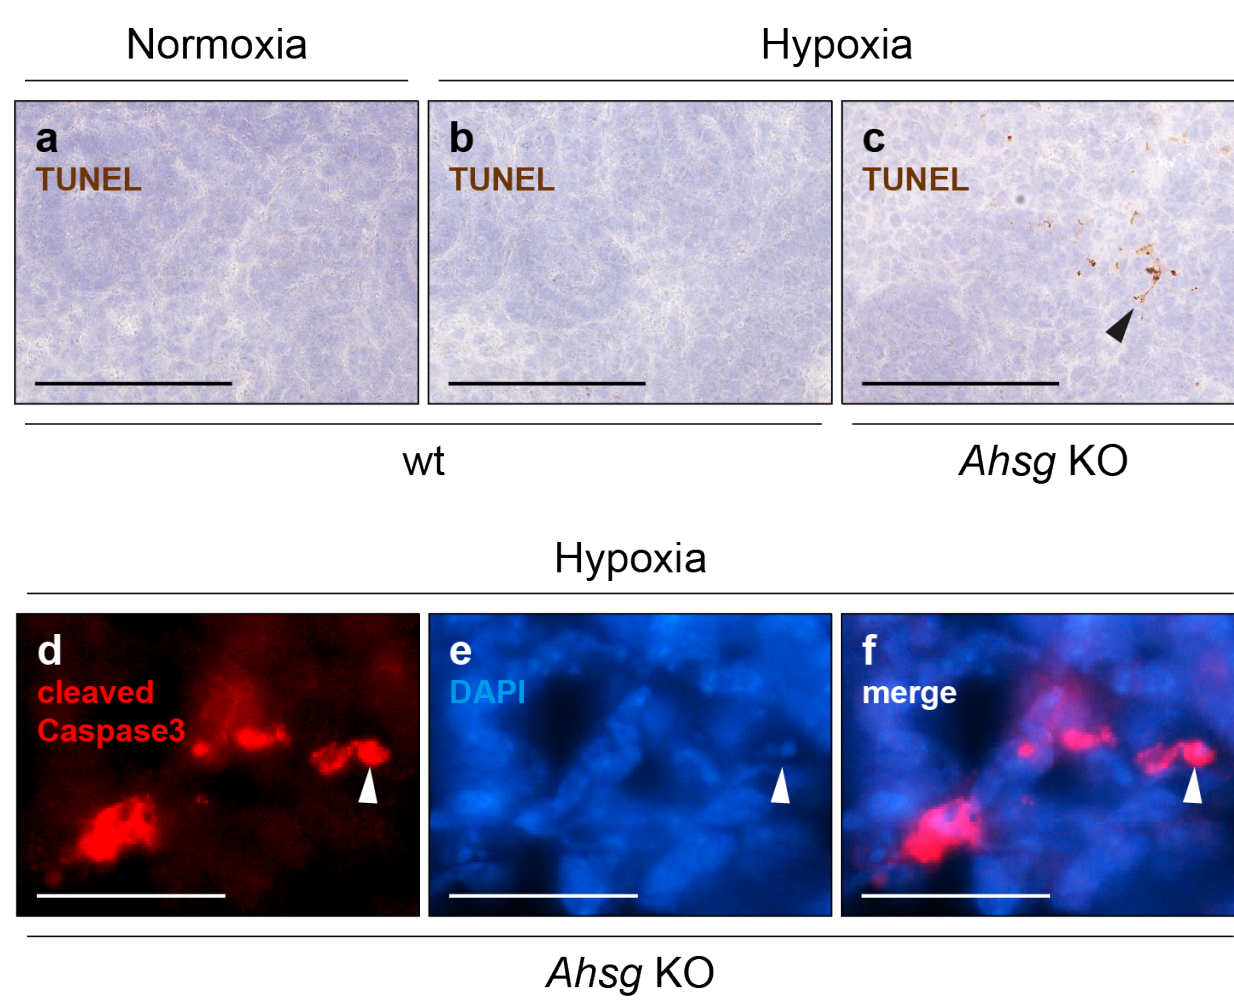 Normoxia
Hypoxia
a
b
c
TUNEL
TUNEL
TUNEL
wt
Ahsg KO
Hypoxia
d
e
f
cleaved
Caspase3
DAPI
merge
Ahsg KO